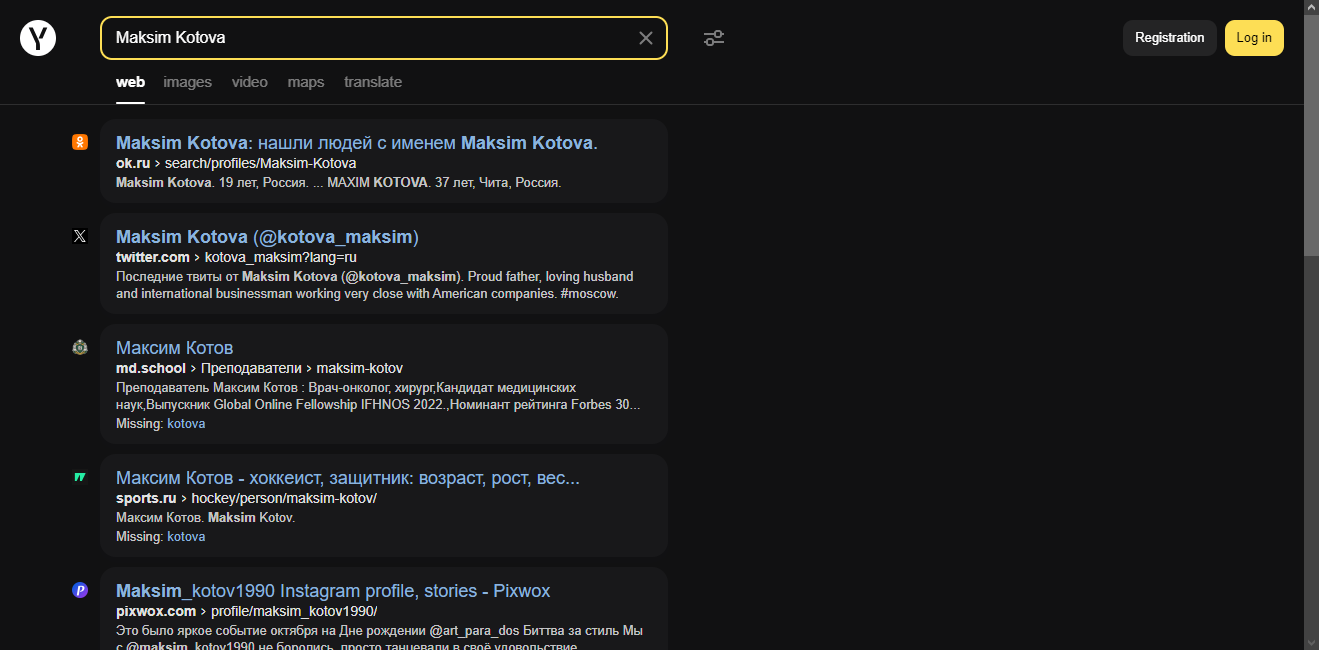 Y
Maksim Kotova
Registration
Log in
web images video maps translate
Maksim Kotova: нашли людей с именем Maksim Kotova.
ok.ru › search/profiles/Maksim-Kotova
Maksim Kotova. 19 лет, Россия. ... MAXIM KOTOVA. 37 лет, Чита, Россия.
Maksim Kotova (@kotova_maksim)
twitter.com › kotova_maksim?lang=ru
Последние твиты от Maksim Kotova (@kotova_maksim). Proud father, loving husband
and international businessman working very close with American companies. #moscow.
Максим Котов
md.school › Преподаватели › maksim-kotov
Преподаватель Максим Котов : Врач-онколог, хирург,Кандидат медицинских
наук,Выпускник Global Online Fellowship IFHNOS 2022.,Номинант рейтинга Forbes 30...
Missing: kotova
Максим Котов - хоккеист, защитник: возраст, рост, вес...
sports.ru › hockey/person/maksim-kotov/
Максим Котов. Maksim Kotov.
Missing: kotova
Maksim_kotov1990 Instagram profile, stories - Pixwox
pixwox.com › profile/maksim_kotov1990/
Это было яркое событие октября на Дне рождении @art_para_dos Биттва за стиль Мы
с @maksim_kotov1990 не боролись, просто танцевали в своё удовольствие